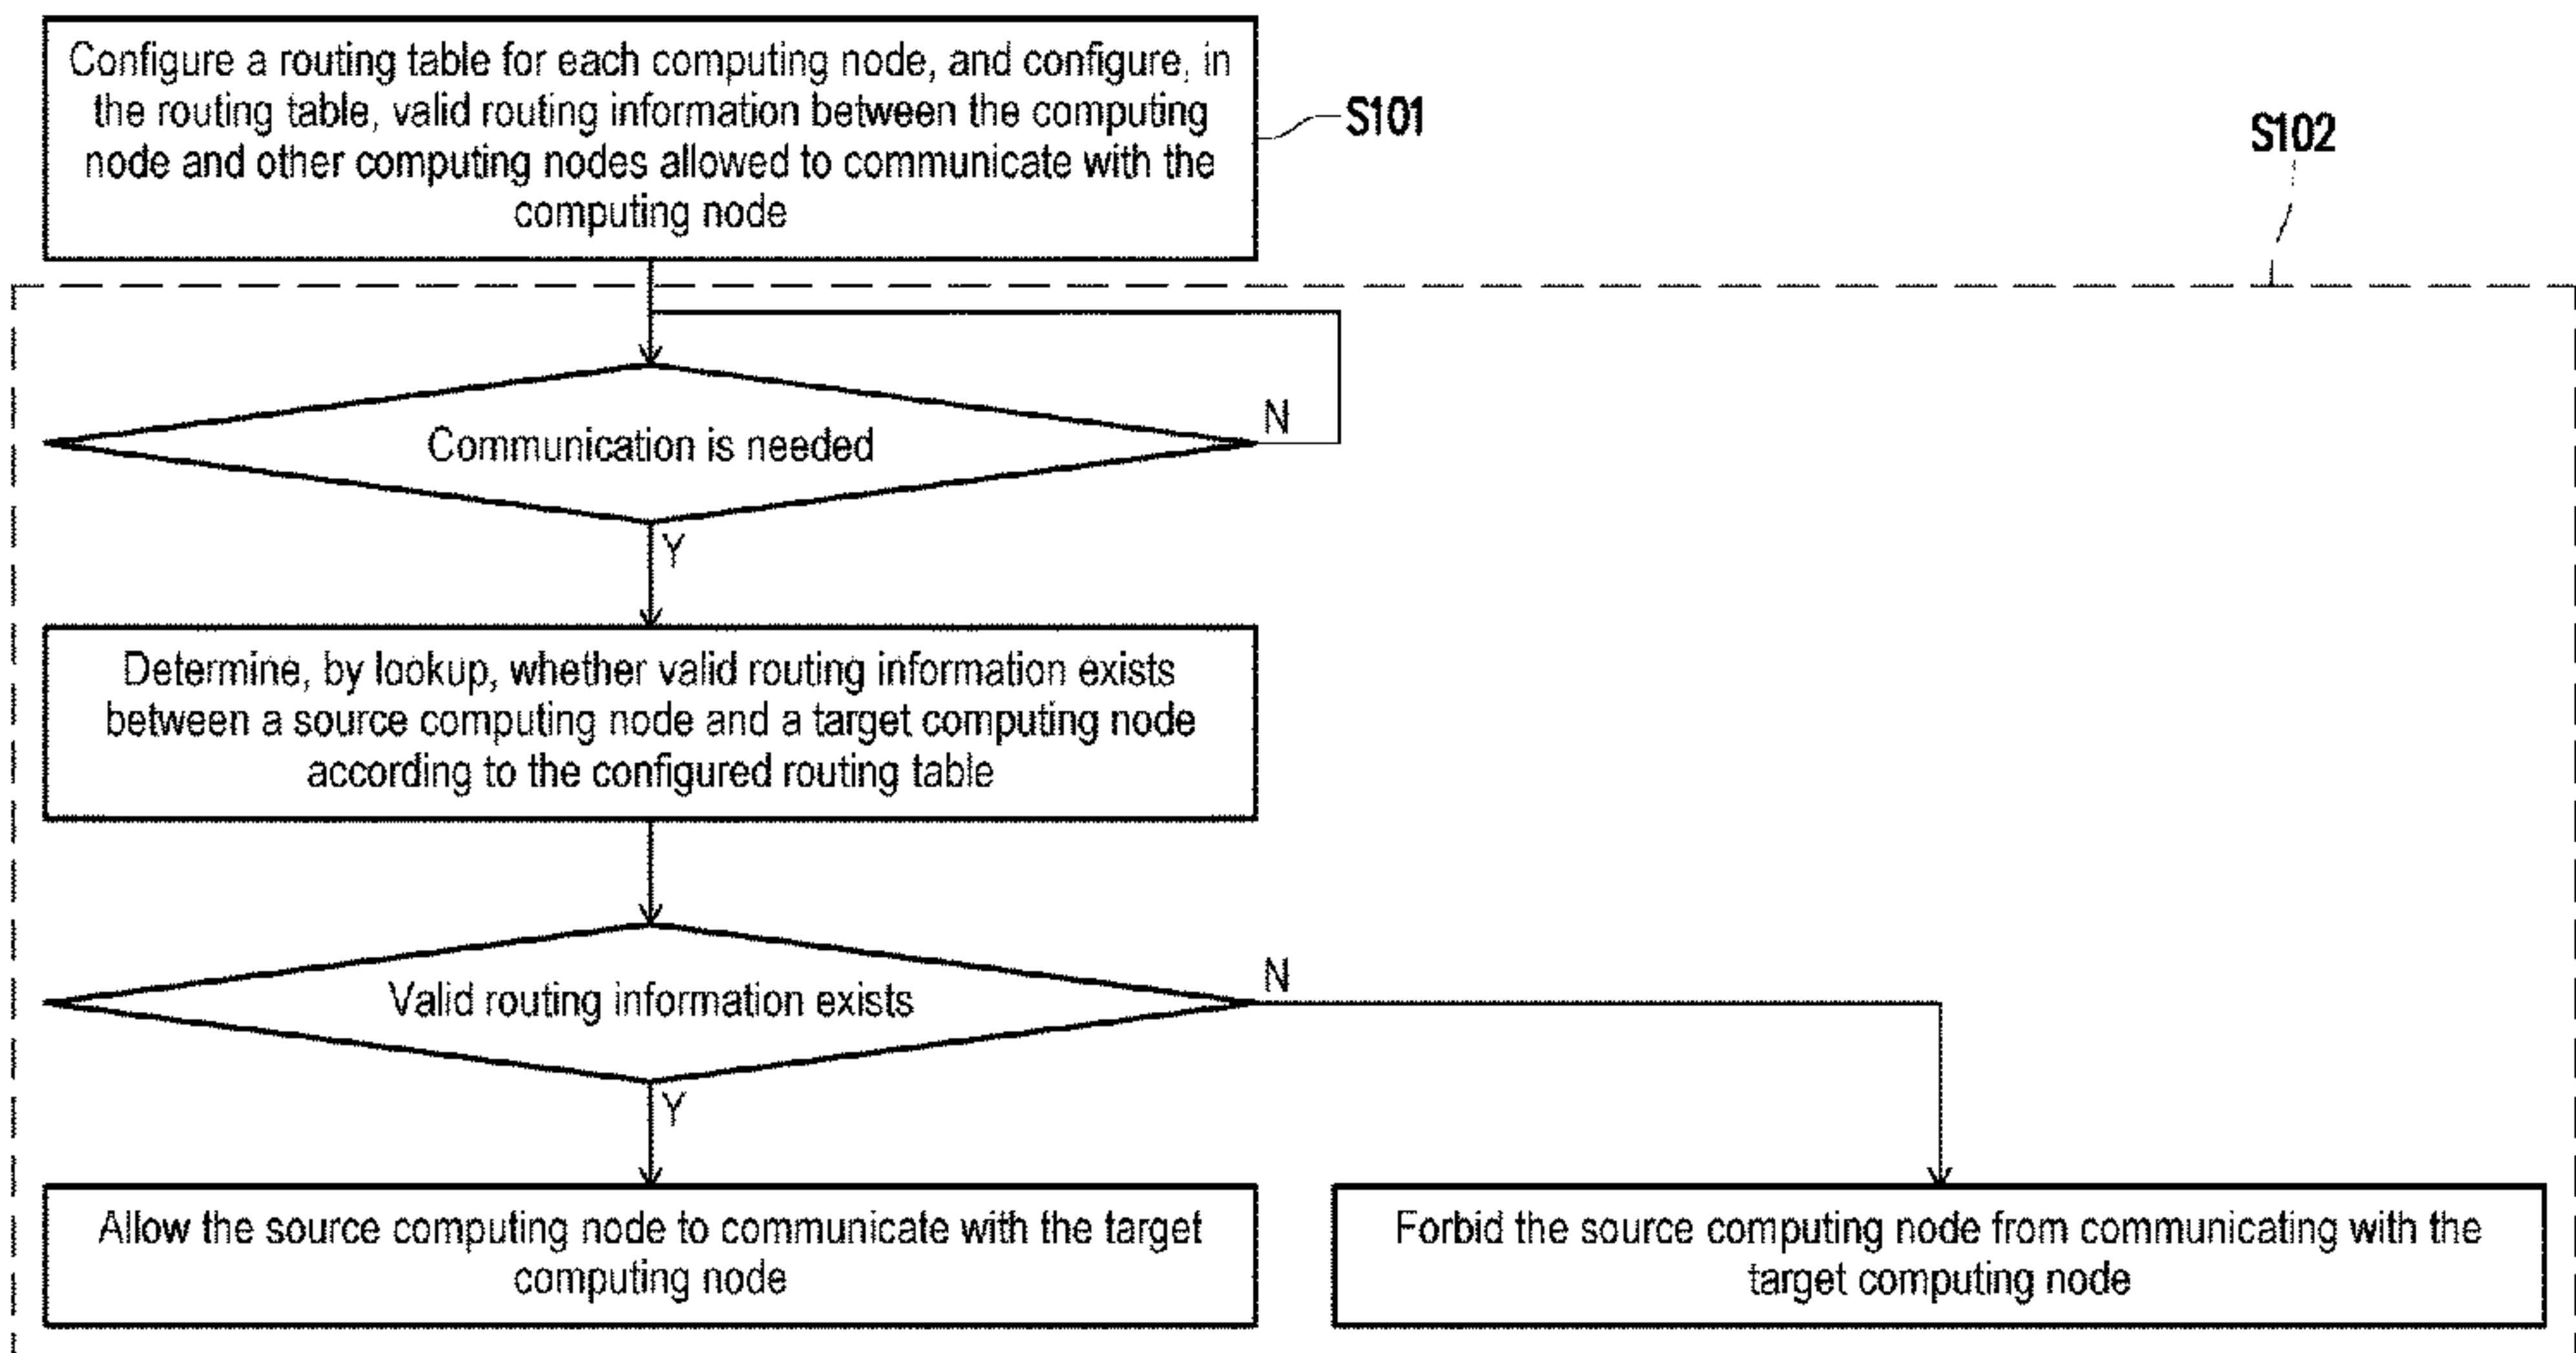 Configure a routing table for each computing node, and configure, in
the routing table, valid routing information between the computing
node and other computing nodes allowed to communicate with the
computing node
S101
S102
Communication is needed
N
Y
Determine, by lookup, whether valid routing information exists
between a source computing node and a target computing node
according to the configured routing table
Valid routing information exists
N
Y
Allow the source computing node to communicate with the target
computing node
Forbid the source computing node from communicating with the
target computing node